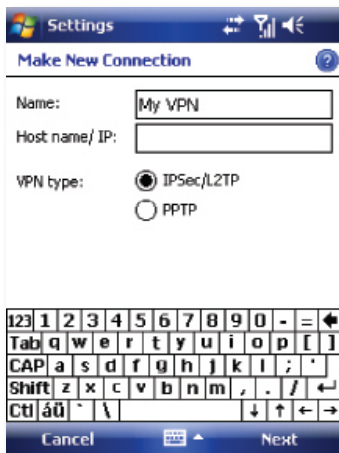 Settings
Make New Connection
?
Name: My VPN
Host name/ IP:
VPN type: IPSec/L2TP
PPTP
123 1 2 3 4 5 6 7 8 9 0 - =
Tab q w e r t y u i o p [ ]
CAP a s d f g h j k l ; '
Shift z x c v b n m , . /
Ctl áü ` \
Cancel Next